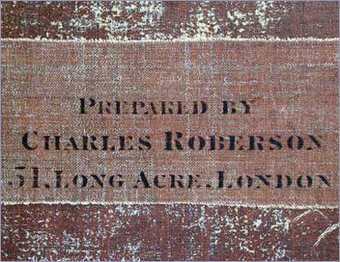 PREPARED BY
CHARLES ROBERSON
51, LONG ACRE, LONDON